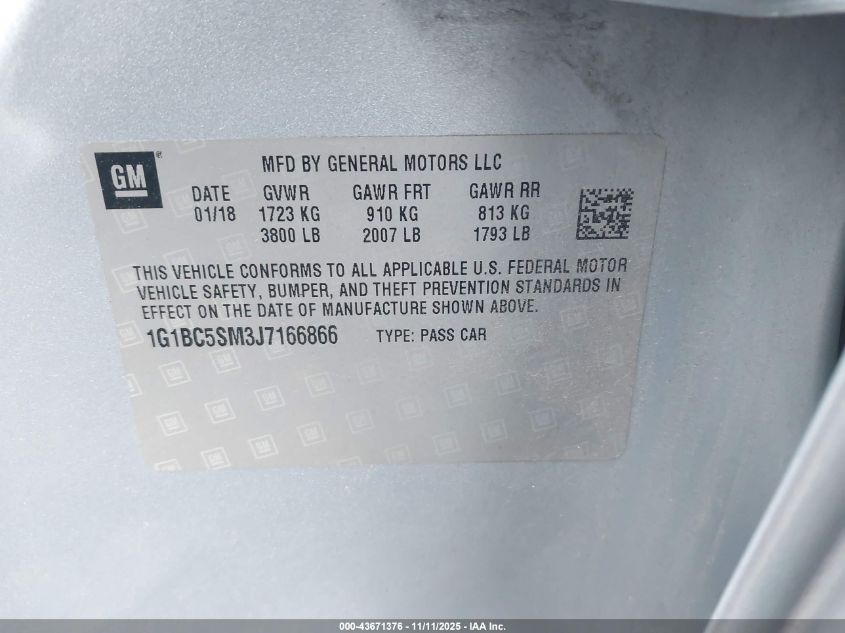 GM ®
MFD BY GENERAL MOTORS LLC
DATE GVWR GAWR FRT GAWR RR
01/18 1723 KG 910 KG 813 KG
3800 LB 2007 LB 1793 LB
THIS VEHICLE CONFORMS TO ALL APPLICABLE U.S. FEDERAL MOTOR
VEHICLE SAFETY, BUMPER, AND THEFT PREVENTION STANDARDS IN
EFFECT ON THE DATE OF MANUFACTURE SHOWN ABOVE.
1G1BC5SM3J7166866 TYPE: PASS CAR
000-43671376 - 11/11/2025 - IAA Inc.